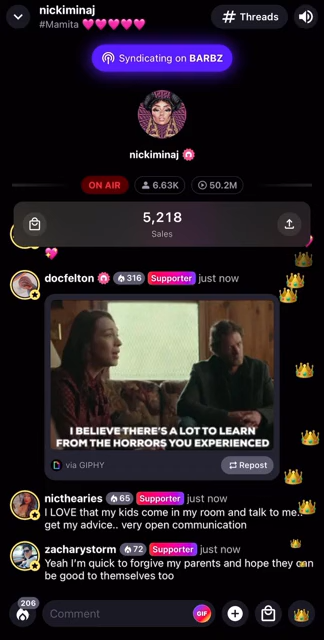 nickiminaj
#Mamita 💖💖💖💖💖
# Threads
Syndicating on BARBZ
nickiminaj
ON AIR
6.63K
50.2M
5,218
Sales
docfelton 316 Supporter just now
I BELIEVE THERE'S A LOT TO LEARN
FROM THE HORRORS YOU EXPERIENCED
via GIPHY
Repost
nicthearies 65 Supporter just now
I LOVE that my kids come in my room and talk to me..
get my advice.. very open communication
zacharystorm 72 Supporter just now
Yeah I'm quick to forgive my parents and hope they can
be good to themselves too
206
Comment
GIF